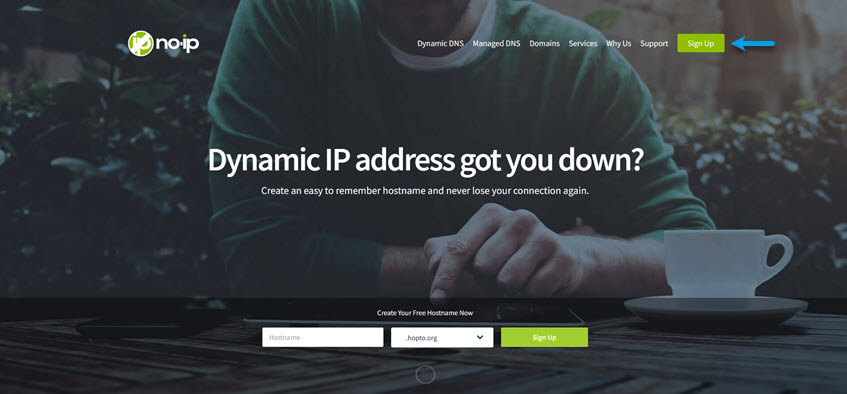 no-ip
Dynamic DNS Managed DNS Domains Services Why Us Support Sign Up
Dynamic IP address got you down?
Create an easy to remember hostname and never lose your connection again.
Create Your Free Hostname Now
Hostname .hopto.org Sign Up